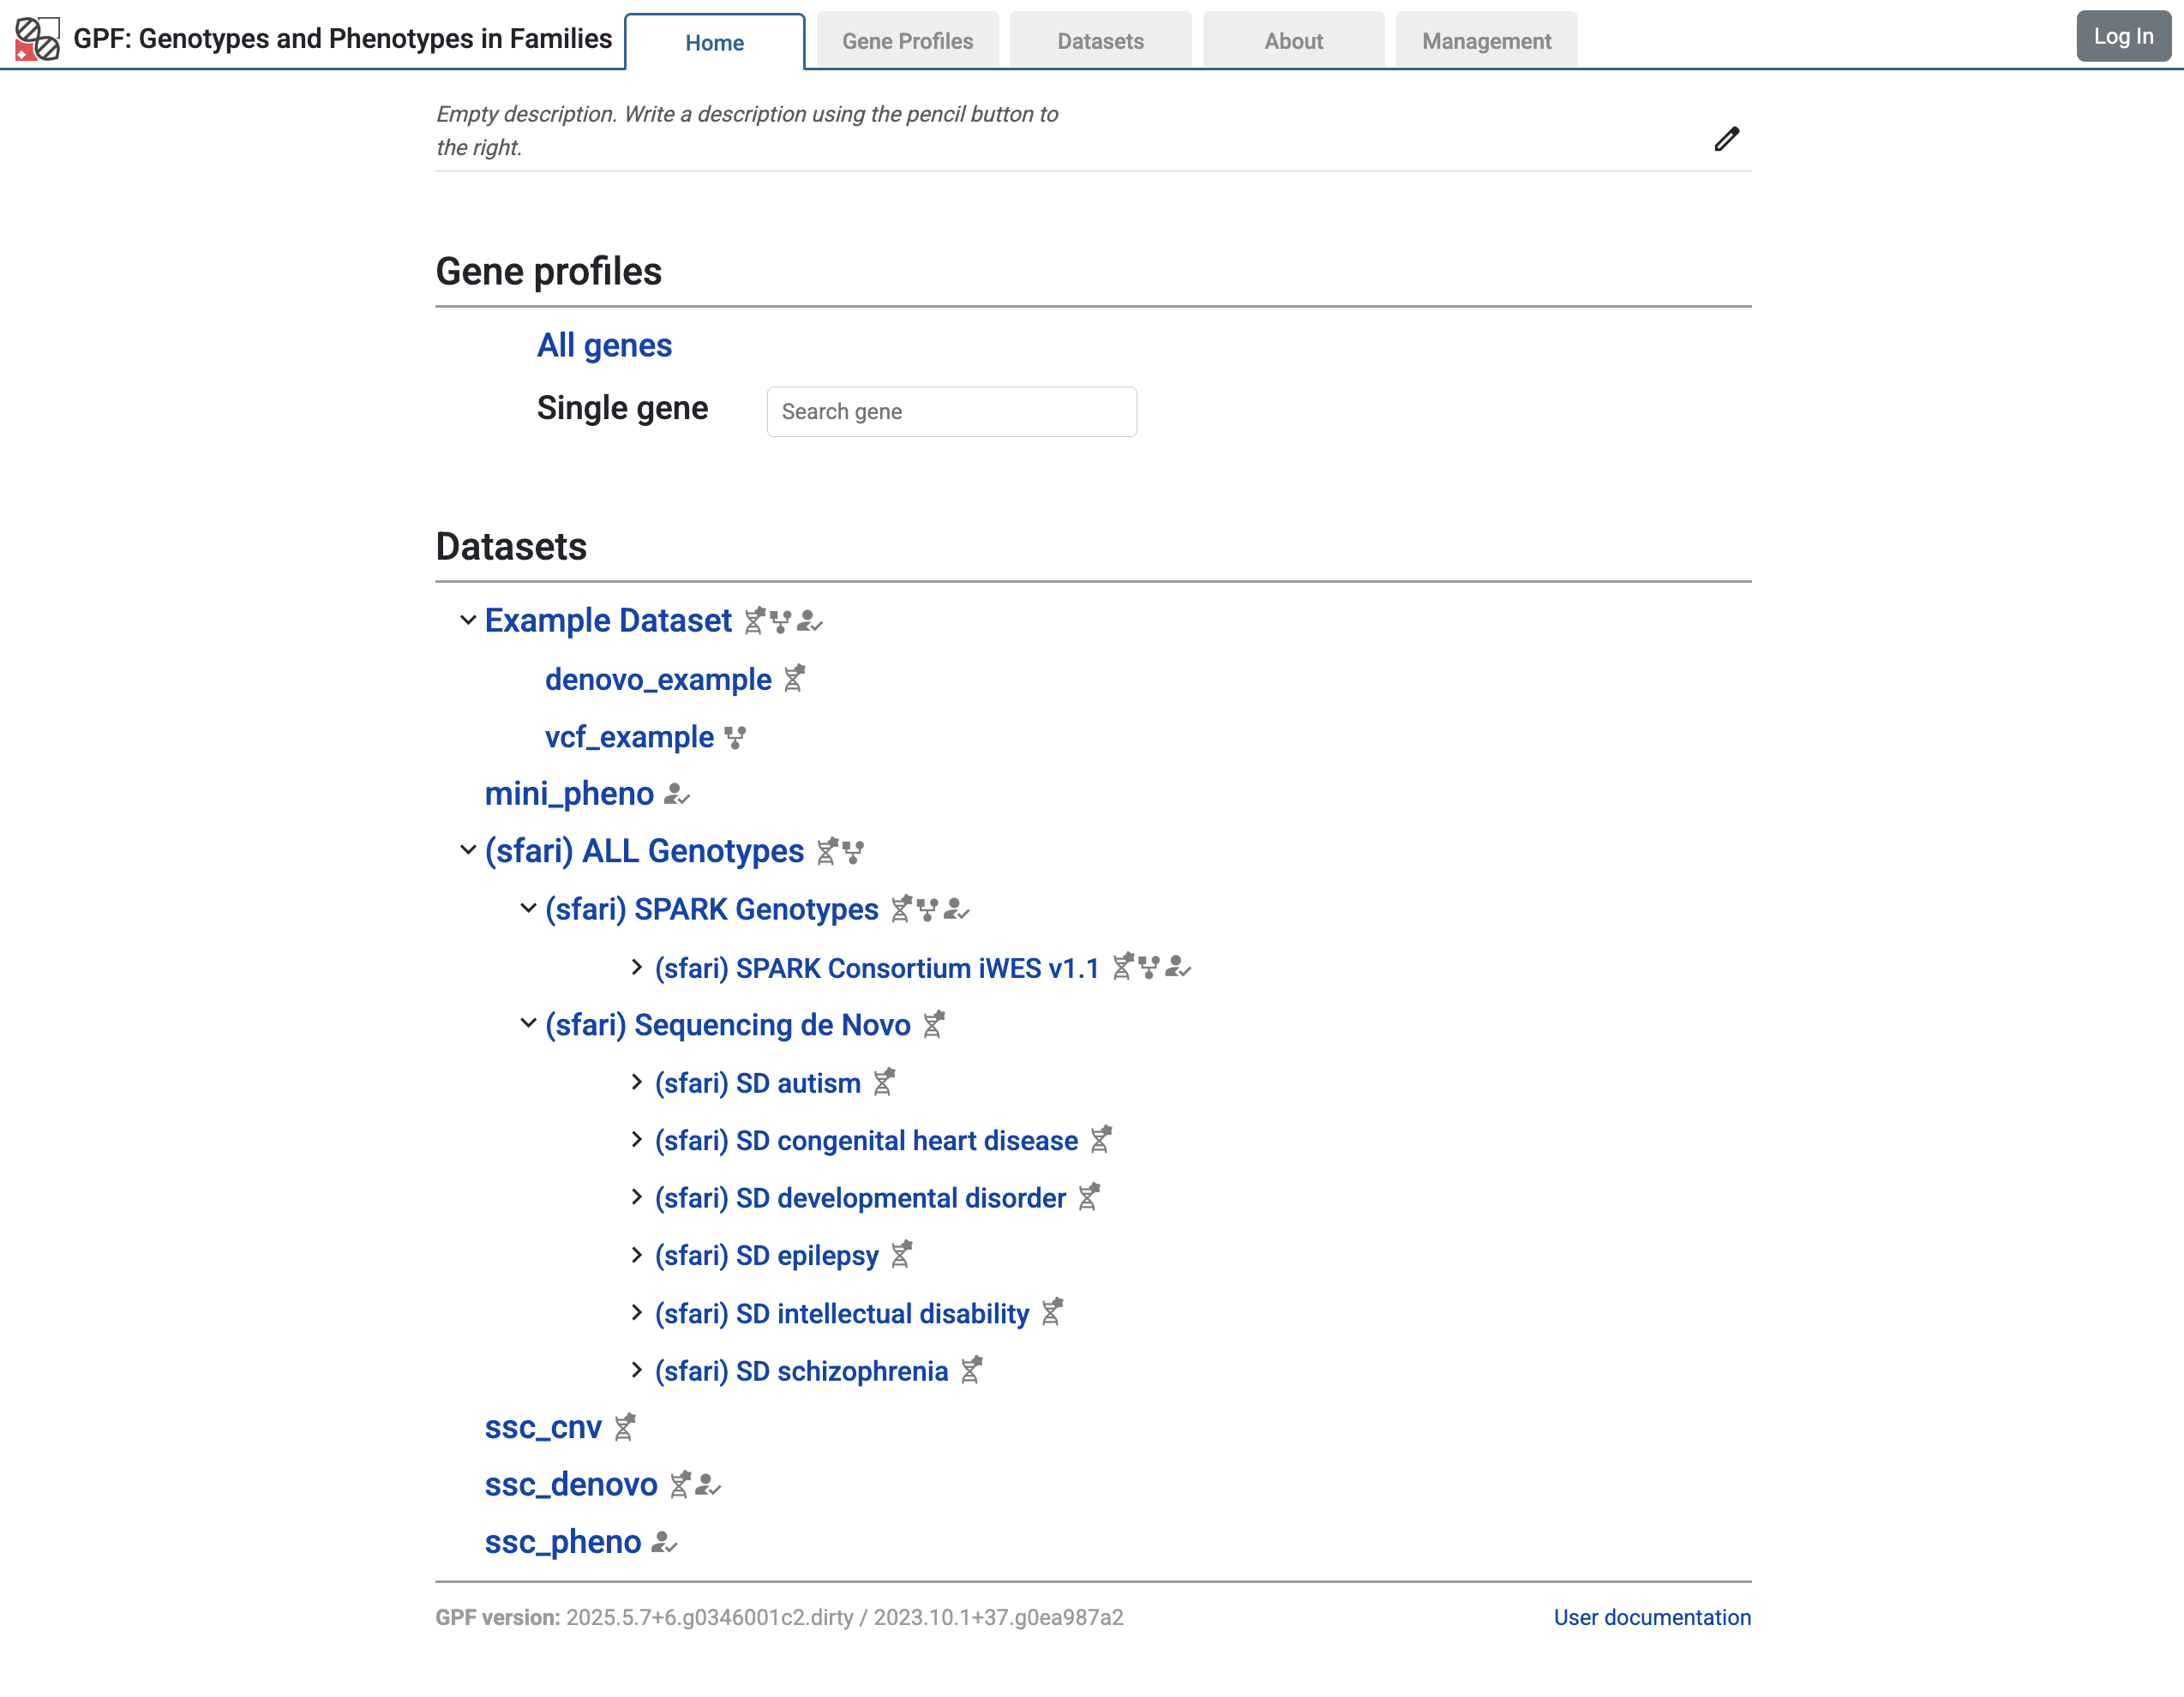 GPF: Genotypes and Phenotypes in Families
Home
Gene Profiles
Datasets
About
Management
Log In
Empty description. Write a description using the pencil button to
the right.
Gene profiles
All genes
Single gene
Search gene
Datasets
Example Dataset
denovo_example
vcf_example
mini_pheno
(sfari) ALL Genotypes
(sfari) SPARK Genotypes
(sfari) SPARK Consortium iWES v1.1
(sfari) Sequencing de Novo
(sfari) SD autism
(sfari) SD congenital heart disease
(sfari) SD developmental disorder
(sfari) SD epilepsy
(sfari) SD intellectual disability
(sfari) SD schizophrenia
ssc_cnv
ssc_denovo
ssc_pheno
GPF version: 2025.5.7+6.g0346001c2.dirty / 2023.10.1+37.g0ea987a2
User documentation